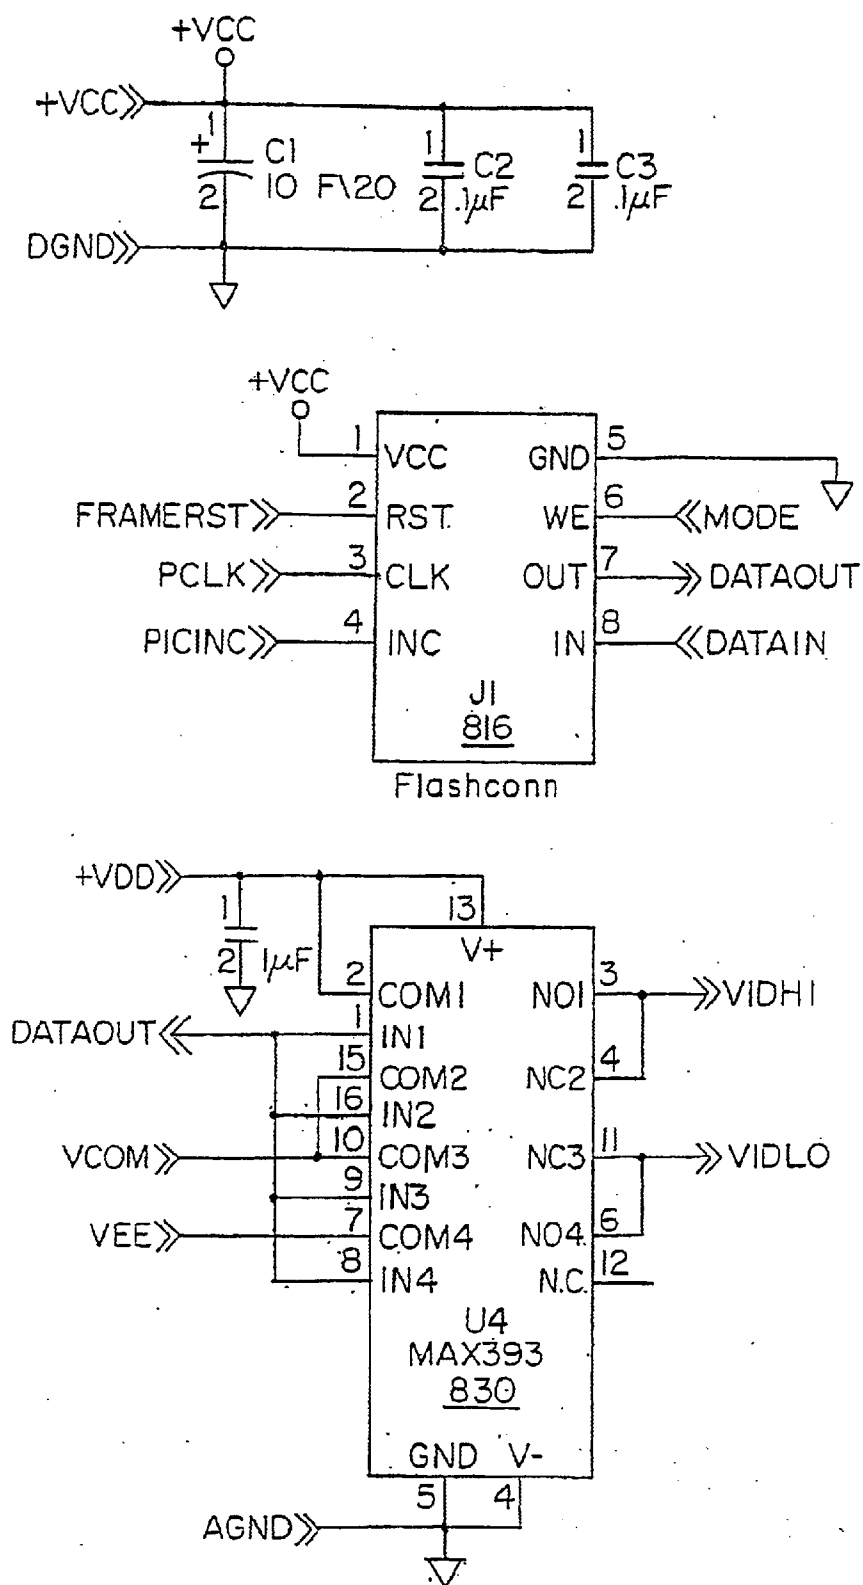 +VCC
+VCC
1
+
C1
10 F\20
2
1
C2
2
.1μF
1
C3
2
.1μF
DGND
+VCC
1
VCC
GND
5
FRAMERST
2
RST.
WE
6
MODE
PCLK
3
CLK
OUT
7
DATAOUT
PICINC
4
INC
IN
8
DATAIN
J1
816
Flashconn
+VDD
1
2
1μF
13
V+
2
COM1
NO1
3
VIDHI
DATAOUT
1
IN1
15
COM2
NC2
4
16
IN2
VCOM
10
COM3
NC3
11
VIDLO
9
IN3
VEE
7
COM4
NO4.
6
8
IN4
N.C.
12
U4
MAX393
830
GND
V-
5
4
AGND